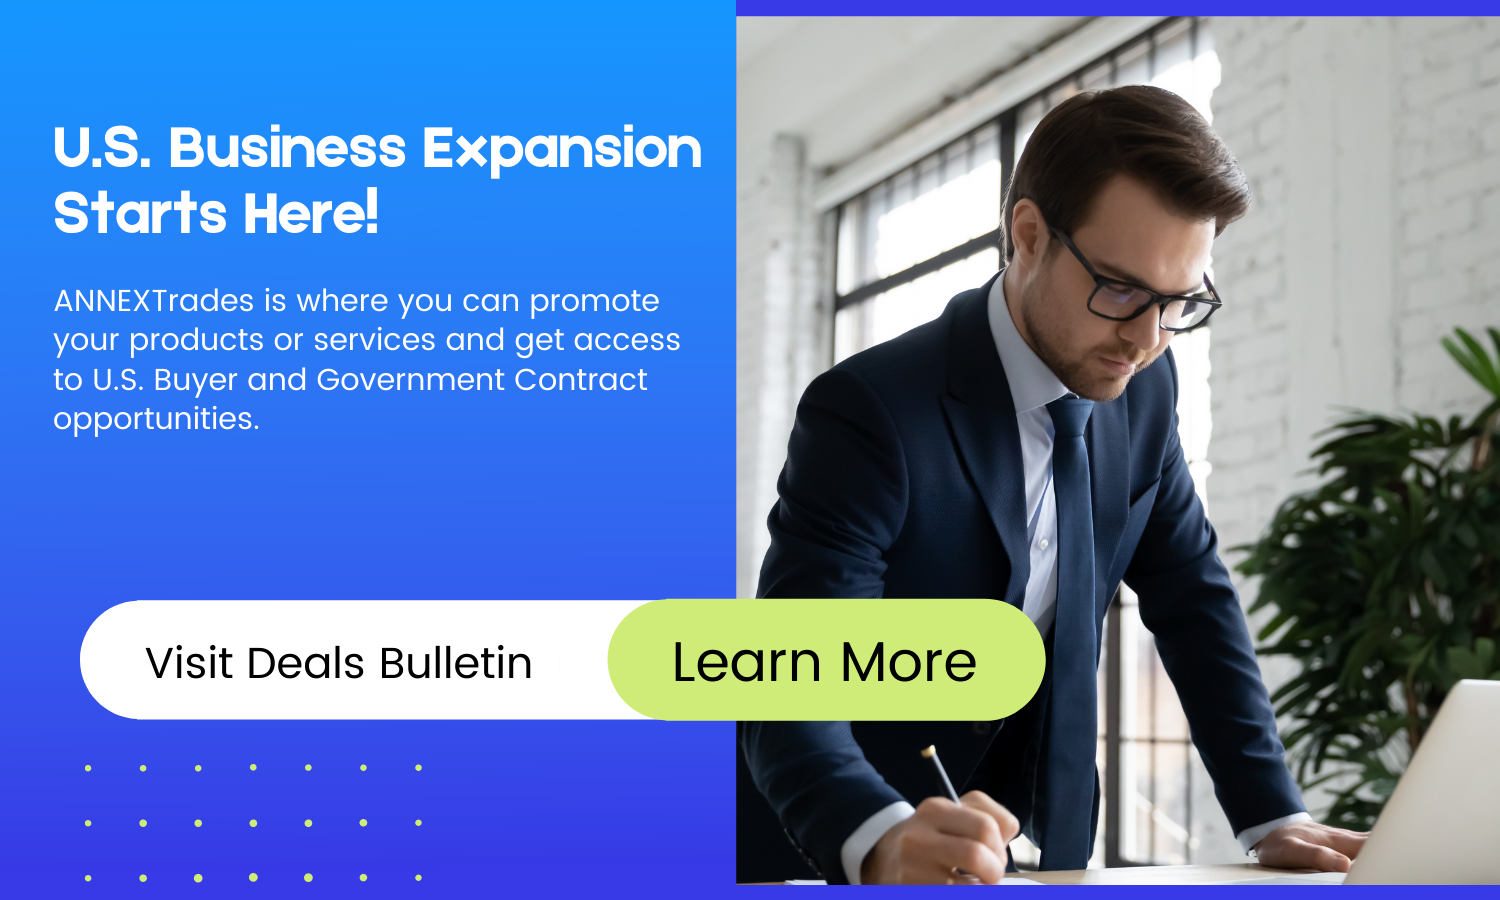 U.S. Business Expansion
Starts Here!
ANNEXTrades is where you can promote
your products or services and get access
to U.S. Buyer and Government Contract
opportunities.
Visit Deals Bulletin
Learn More